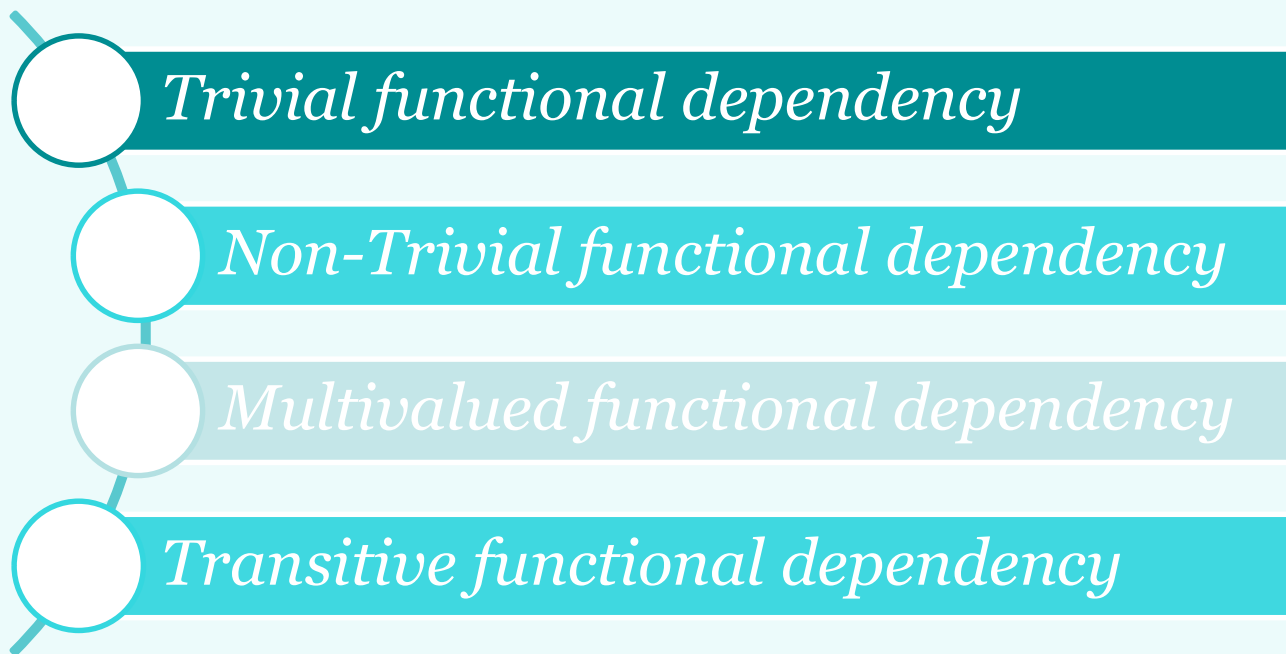 Trivial functional dependency
Non-Trivial functional dependency
Multivalued functional dependency
Transitive functional dependency